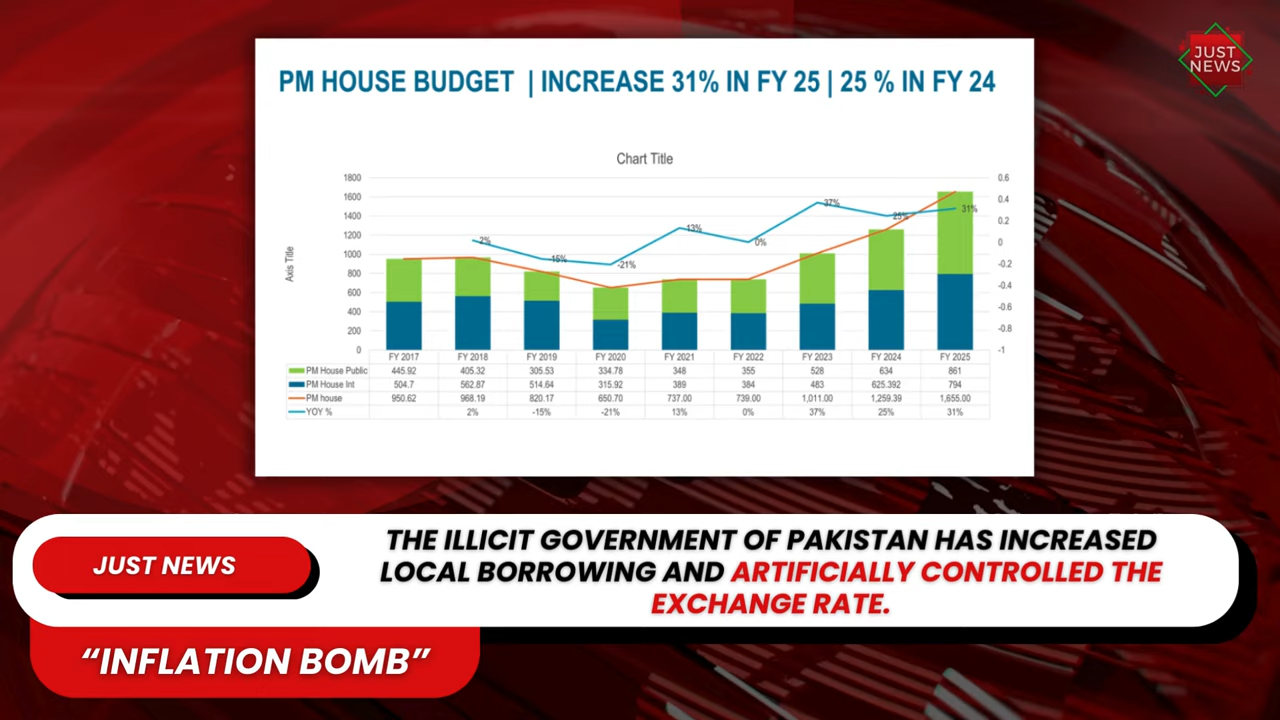 JUST
NEWS
PM HOUSE BUDGET | INCREASE 31% IN FY 25 | 25 % IN FY 24
Chart Title
1800
1600
1400
1200
1000
800
600
400
200
0
Axis Title
0.6
0.4
0.2
0
-0.2
-0.4
-0.6
-0.8
-1
2%
-15%
-21%
13%
0%
37%
25%
31%
FY 2017 FY 2018 FY 2019 FY 2020 FY 2021 FY 2022 FY 2023 FY 2024 FY 2025
PM House Public 445.92 405.32 305.53 334.78 348 355 528 634 861
PM House Int 504.7 562.87 514.64 315.92 389 384 483 625.392 794
PM house 950.62 968.19 820.17 650.70 737.00 739.00 1,011.00 1,259.39 1,655.00
YOY % 2% -15% -21% 13% 0% 37% 25% 31%
JUST NEWS
THE ILLICIT GOVERNMENT OF PAKISTAN HAS INCREASED
LOCAL BORROWING AND ARTIFICIALLY CONTROLLED THE
EXCHANGE RATE.
“INFLATION BOMB”